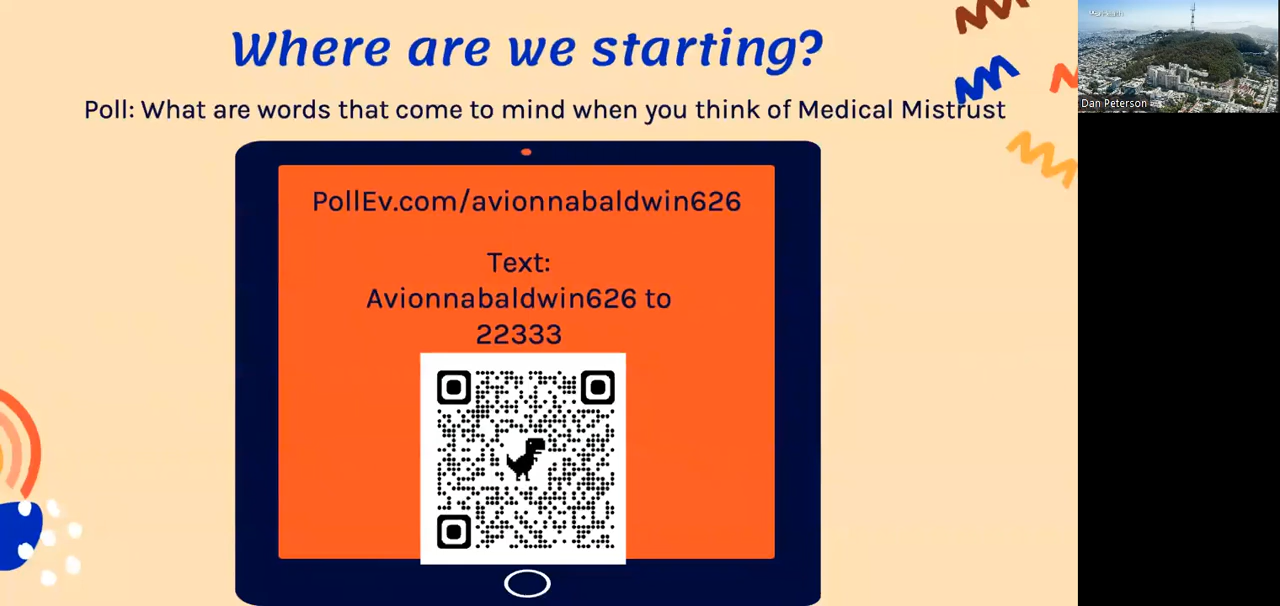 Where are we starting?
Poll: What are words that come to mind when you think of Medical Mistrust
PollEv.com/avionnabaldwin626
Text:
Avionnabaldwin626 to
22333
Dan Peterson